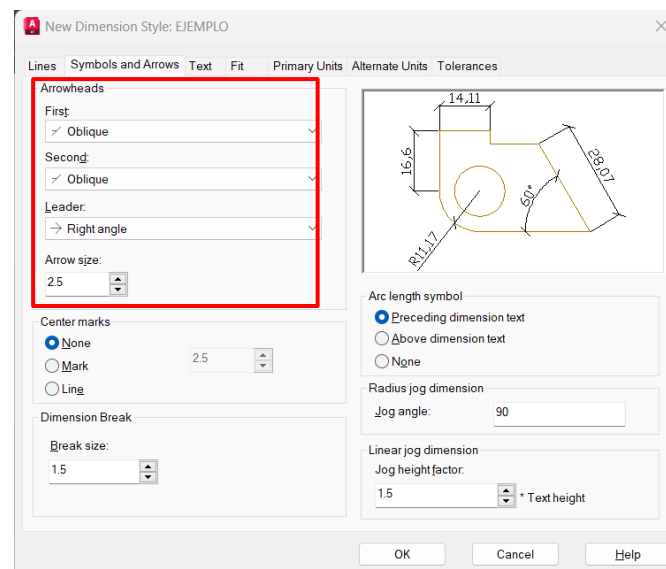 New Dimension Style: EJEMPLO
Lines Symbols and Arrows Text Fit Primary Units Alternate Units Tolerances
Arrowheads
First:
Oblique
Second:
Oblique
Leader:
Right angle
Arrow size:
2.5
Center marks
None
Mark
2.5
Line
Dimension Break
Break size:
1.5
14,11
16,6
28,07
60°
R11,17
Arc length symbol
Preceding dimension text
Above dimension text
None
Radius jog dimension
Jog angle: 90
Linear jog dimension
Jog height factor:
1.5 * Text height
OK Cancel Help